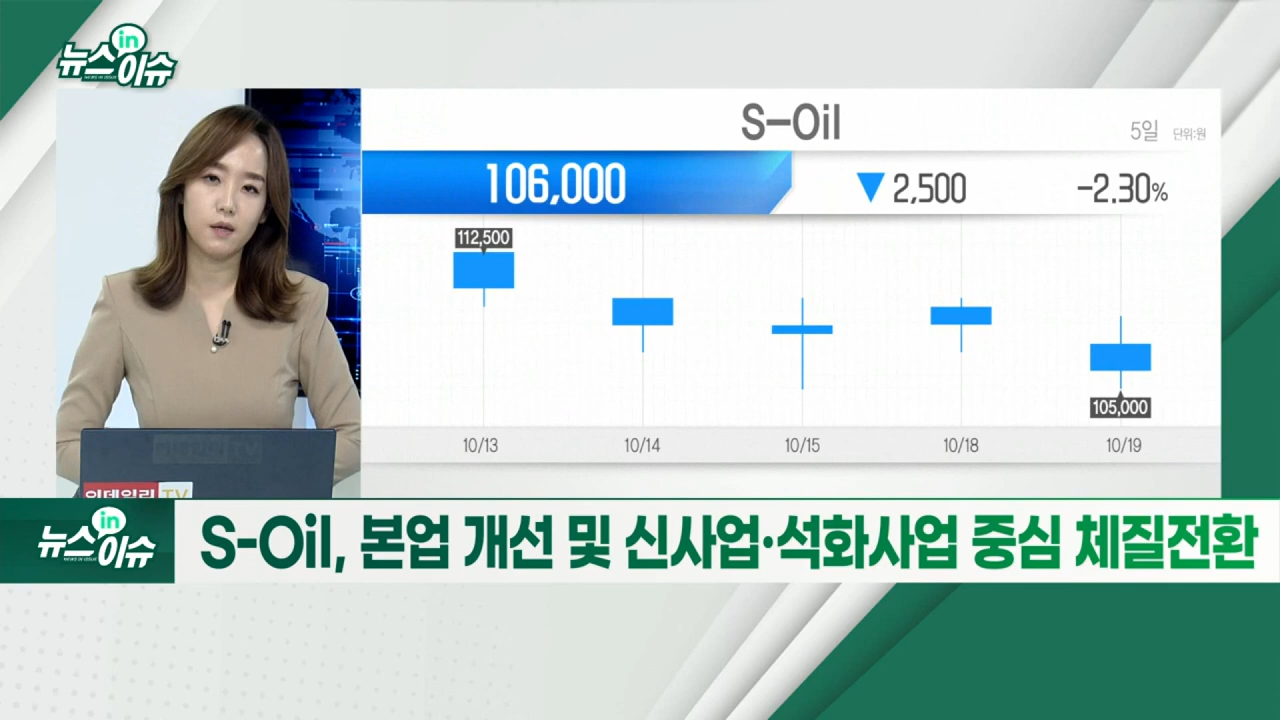 뉴스in이슈
S-Oil
5일 단위:원
106,000 ▼2,500 -2.30%
112,500
105,000
10/13 10/14 10/15 10/18 10/19
이데일리TV
뉴스in이슈
S-Oil, 본업 개선 및 신사업·석화사업 중심 체질전환